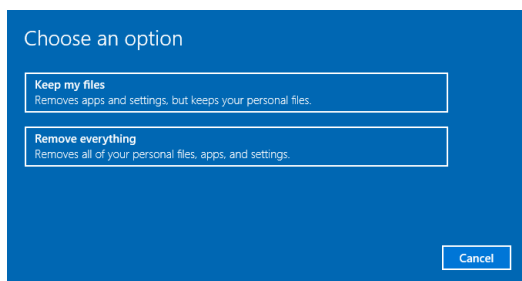 Choose an option
Keep my files
Removes apps and settings, but keeps your personal files.
Remove everything
Removes all of your personal files, apps, and settings.
Cancel